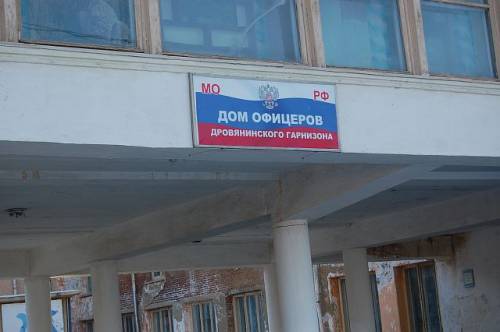 МО РФ
ДОМ ОФИЦЕРОВ
ДРОВЯНИНСКОГО ГАРНИЗОНА